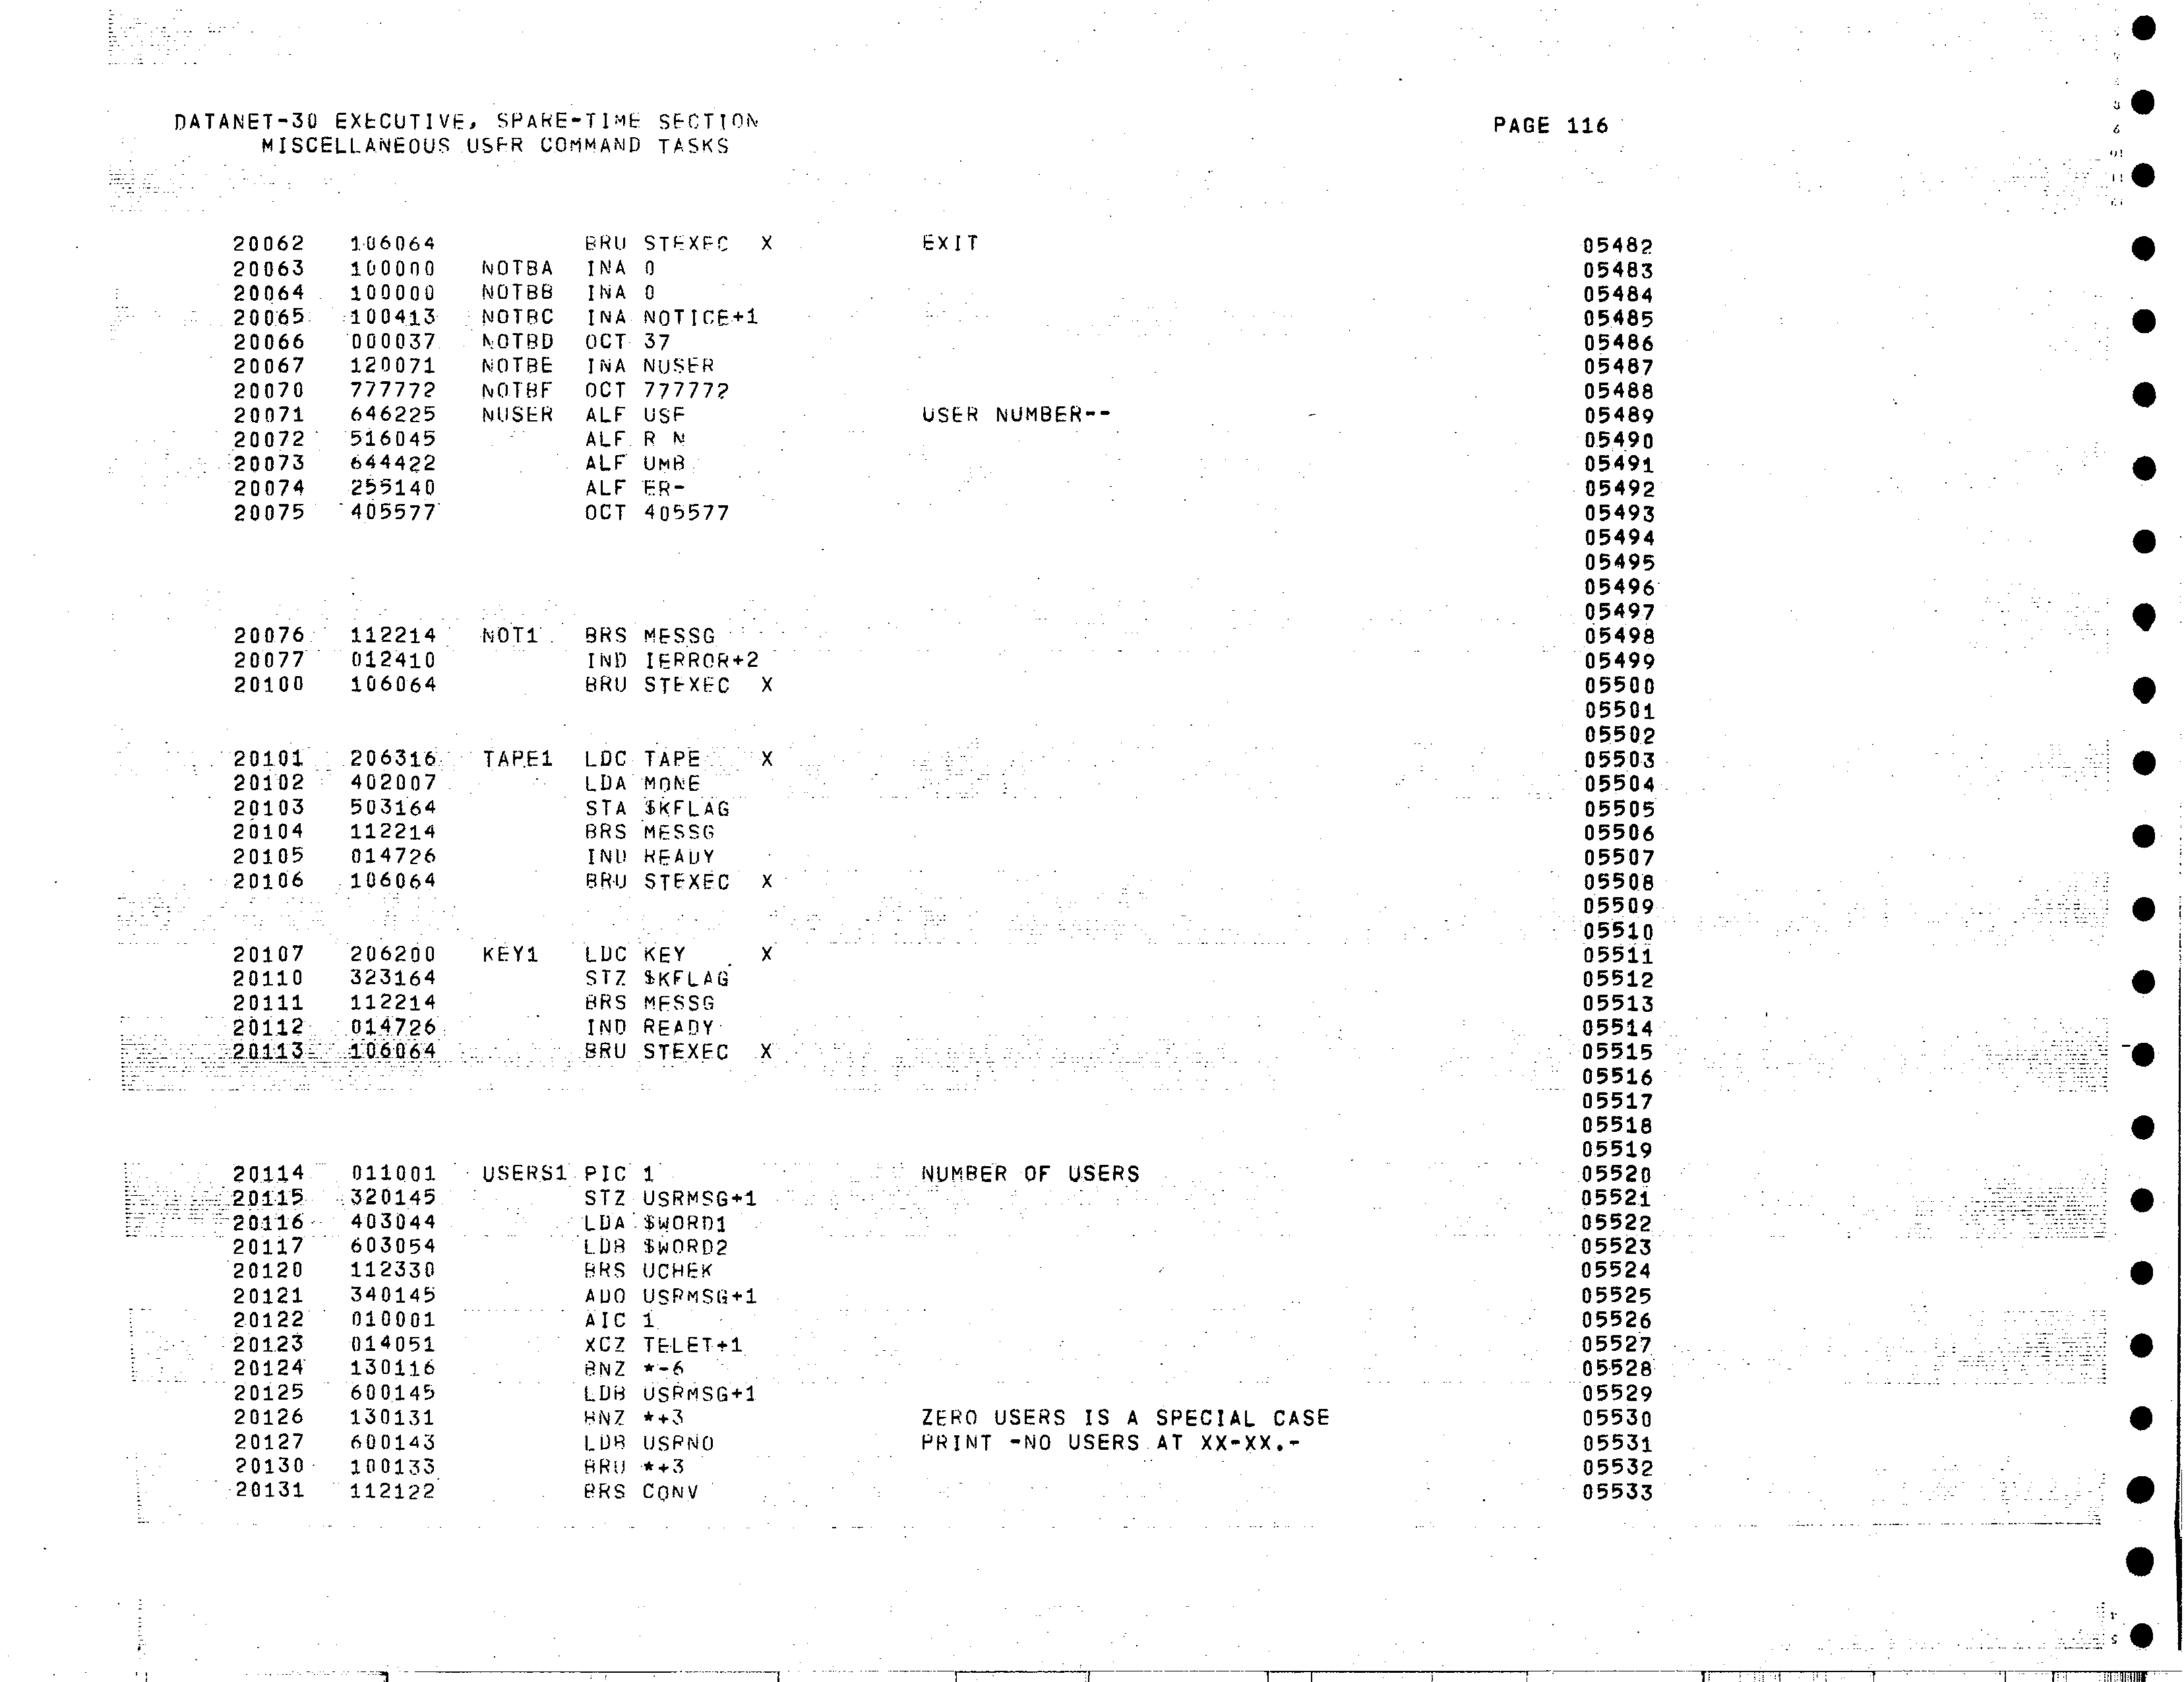 DATANET-30 EXECUTIVE, SPARE-TIME SECTION PAGE 116
MISCELLANEOUS USER COMMAND TASKS
20062 106064 BRU STEXEC X EXIT 05482
20063 100000 NOTBA INA 0 05483
20064 100000 NOTBB INA 0 05484
20065 100413 NOTBC INA NOTICE+1 05485
20066 000037 NOTBD OCT 37 05486
20067 120071 NOTBE INA NUSER 05487
20070 777772 NOTBF OCT 777772 05488
20071 646225 NUSER ALF USE USER NUMBER-- 05489
20072 516045 ALF R N 05490
20073 644422 ALF UMB 05491
20074 255140 ALF ER- 05492
20075 405577 OCT 405577 05493
05494
05495
05496
05497
20076 112214 NOT1 BRS MESSG 05498
20077 012410 IND IERROR+2 05499
20100 106064 BRU STEXEC X 05500
05501
05502
20101 206316 TAPE1 LDC TAPE X 05503
20102 402007 LDA MONE 05504
20103 503164 STA $KFLAG 05505
20104 112214 BRS MESSG 05506
20105 014726 IND READY 05507
20106 106064 BRU STEXEC X 05508
05509
05510
20107 206200 KEY1 LDC KEY X 05511
20110 323164 STZ $KFLAG 05512
20111 112214 BRS MESSG 05513
20112 014726 IND READY 05514
20113 106064 BRU STEXEC X 05515
05516
05517
05518
05519
20114 011001 USERS1 PIC 1 NUMBER OF USERS 05520
20115 320145 STZ USRMSG+1 05521
20116 403044 LDA $WORD1 05522
20117 603054 LDB $WORD2 05523
20120 112330 BRS UCHEK 05524
20121 340145 ADO USRMSG+1 05525
20122 010001 AIC 1 05526
20123 014051 XCZ TELET+1 05527
20124 130116 BNZ *-6 05528
20125 600145 LDB USRMSG+1 05529
20126 130131 BNZ *+3 ZERO USERS IS A SPECIAL CASE 05530
20127 600143 LDB USRNO PRINT -NO USERS AT XX-XX.- 05531
20130 100133 BRU *+3 05532
20131 112122 BRS CONV 05533